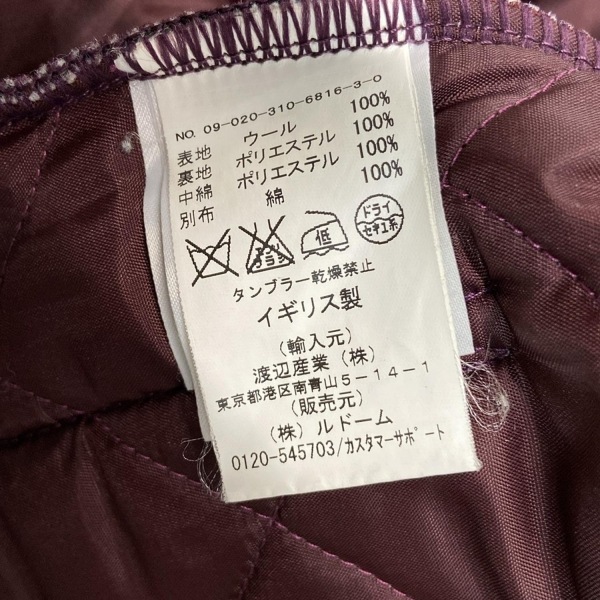 NO. 09-020-310-6816-3-0
表地 ウール 100%
裏地 ポリエステル 100%
中綿 ポリエステル 100%
別布 綿 100%
低 ドライ セキユ系
タンブラー乾燥禁止
イギリス製
(輸入元)
渡辺産業(株)
東京都港区南青山5-14-1
(販売元)
(株)ルドーム
0120-545703/カスタマーサポート